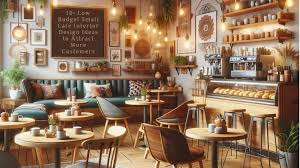 10+ Low
Budget Small
Cafe Interior
Design Ideas
to Attract
More
Customers